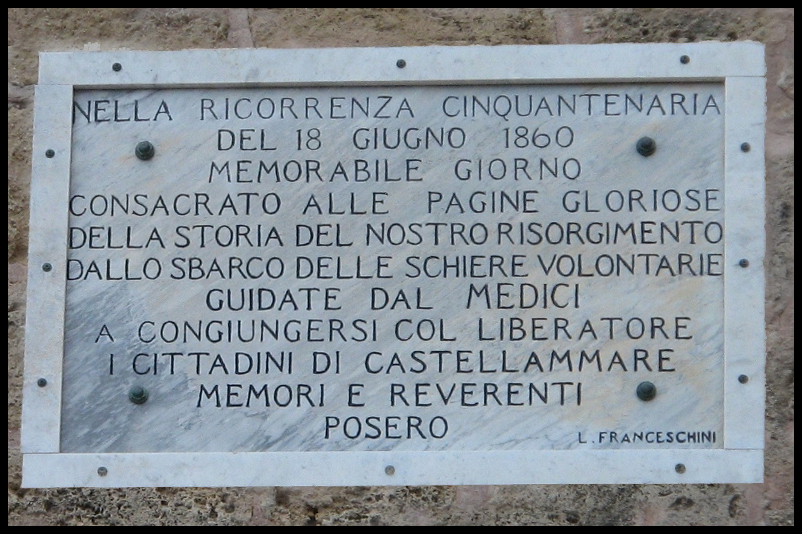 NELLA RICORRENZA CINQUANTENARIA
DEL 18 GIUGNO 1860
MEMORABILE GIORNO
CONSACRATO ALLE PAGINE GLORIOSE
DELLA STORIA DEL NOSTRO RISORGIMENTO
DALLO SBARCO DELLE SCHIERE VOLONTARIE
GUIDATE DAL MEDICI
A CONGIUNGERSI COL LIBERATORE
I CITTADINI DI CASTELLAMMARE
MEMORI E REVERENTI
POSERO
L. FRANCESCHINI